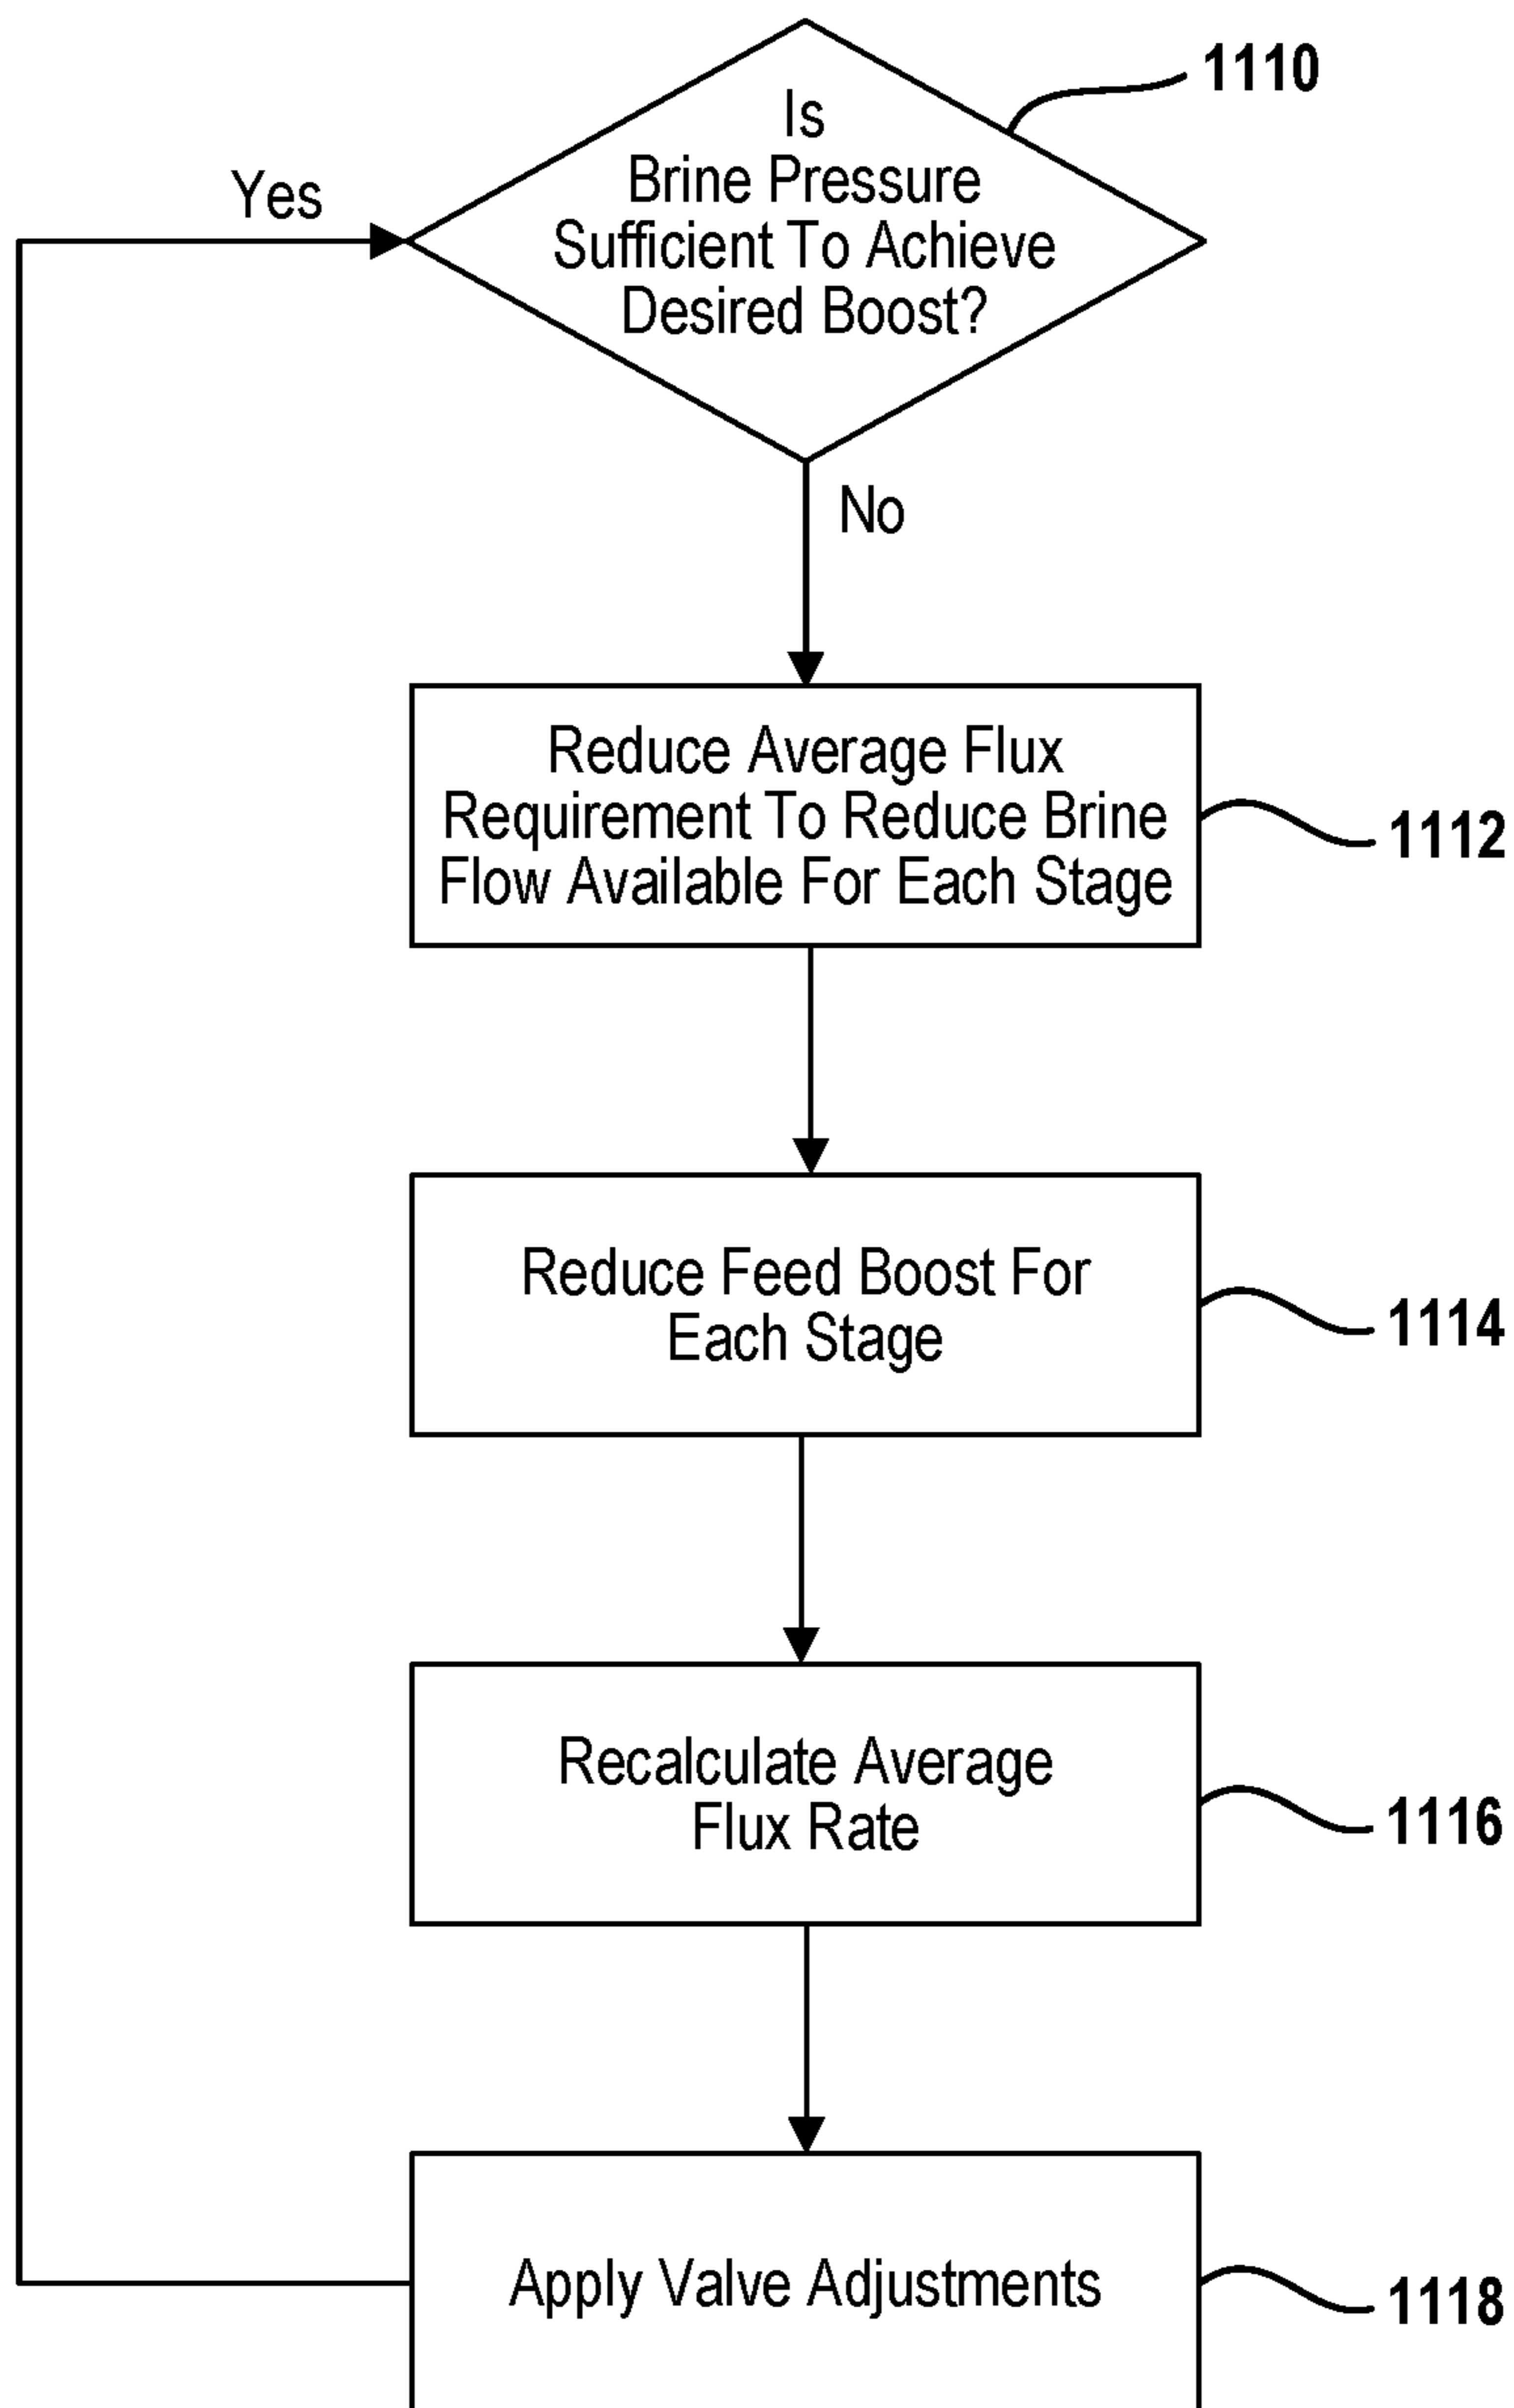 1110
Is
Brine Pressure
Sufficient To Achieve
Desired Boost?
Yes
No
Reduce Average Flux
Requirement To Reduce Brine
Flow Available For Each Stage
1112
Reduce Feed Boost For
Each Stage
1114
Recalculate Average
Flux Rate
1116
Apply Valve Adjustments
1118